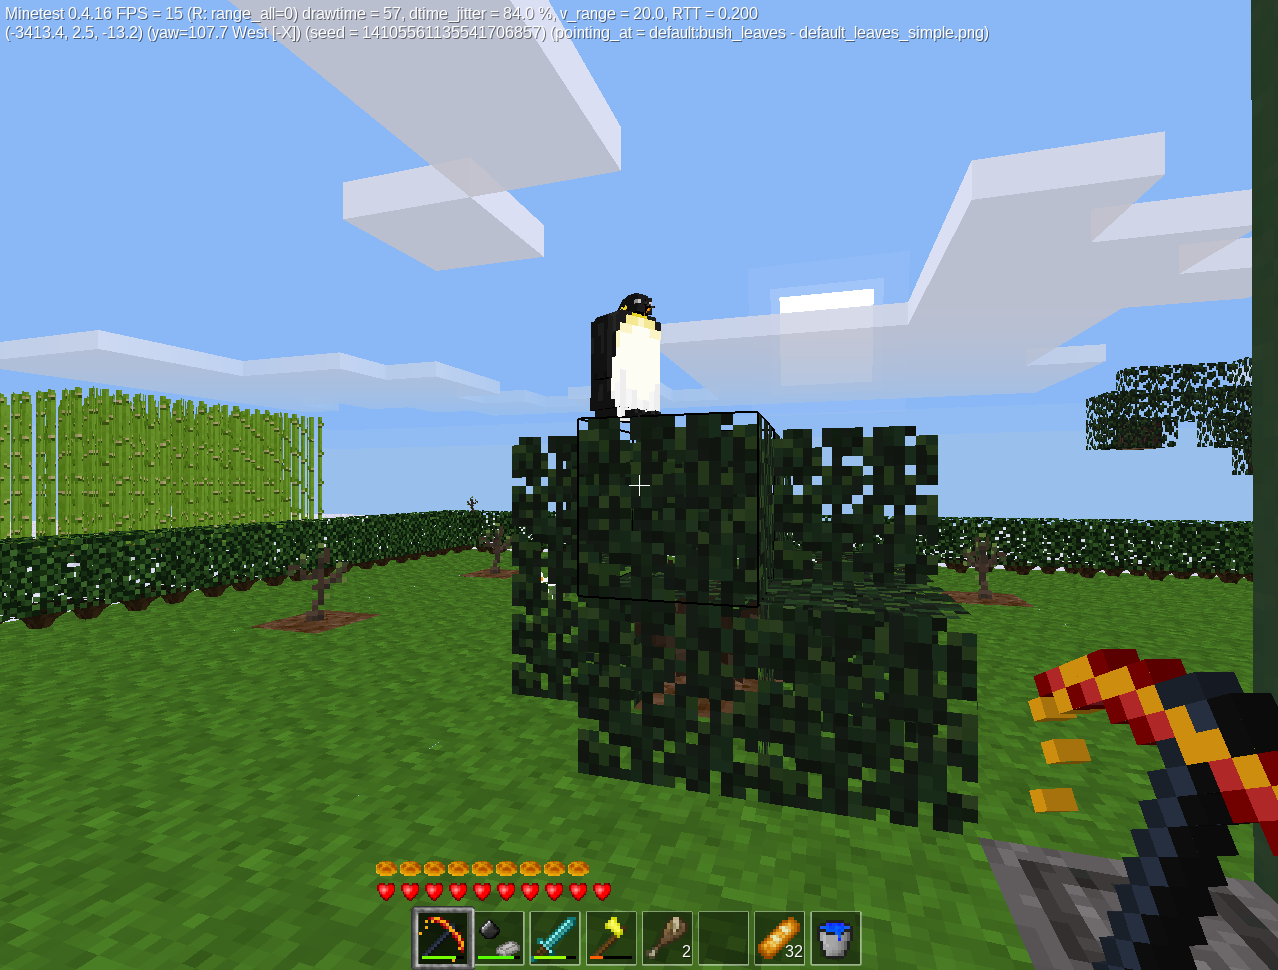 Minetest 0.4.16 FPS = 15 (R: range_all=0) drawtime = 57, dtime_jitter = 84.0 %, v_range = 20.0, RTT = 0.200
(-3413.4, 2.5, -13.2) (yaw=107.7 West [-X]) (seed = 14105561135541706857) (pointing_at = default:bush_leaves - default_leaves_simple.png)
2
32